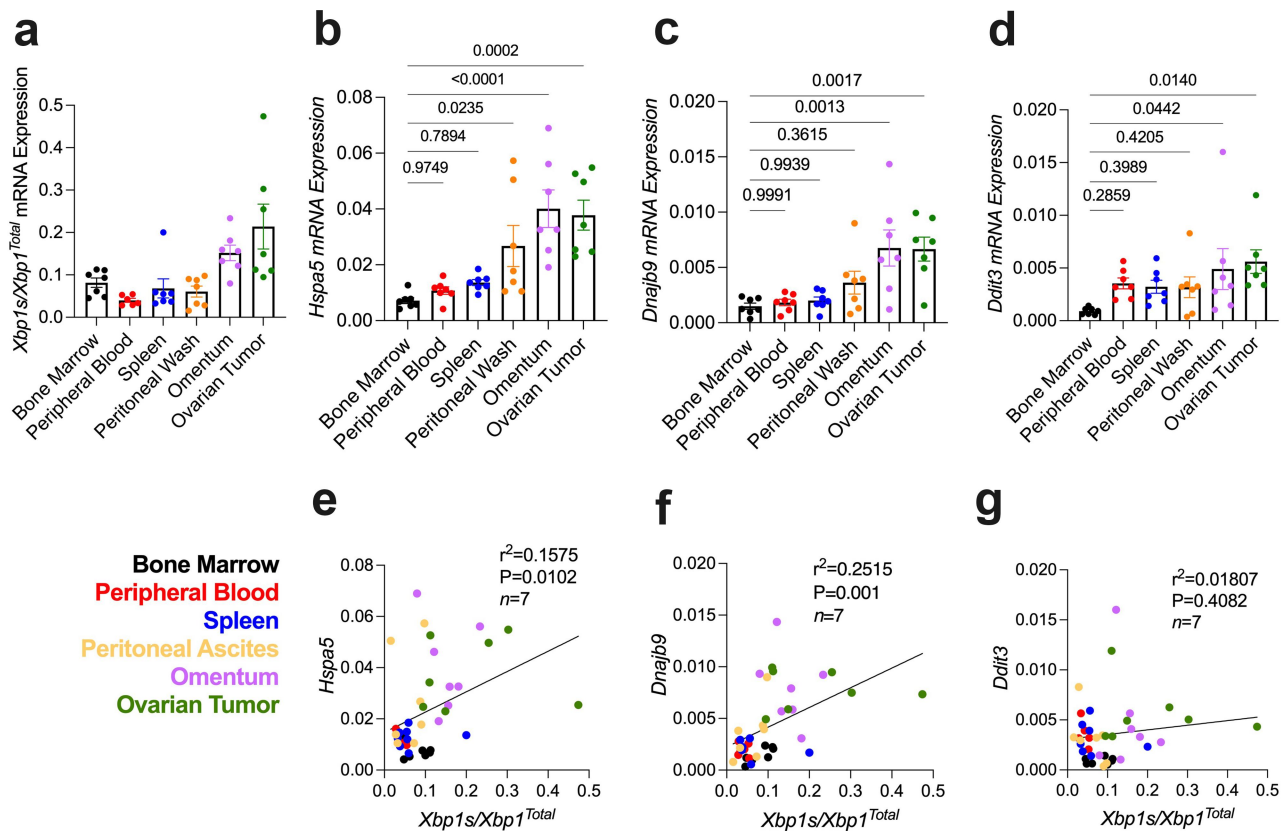 a
Xbp1s/Xbp1^Total mRNA Expression
0.5
0.4
0.3
0.2
0.1
0.0
Bone Marrow
Peripheral Blood
Spleen
Peritoneal Wash
Omentum
Ovarian Tumor
b
Hspa5 mRNA Expression
0.0002
<0.0001
0.0235
0.7894
0.9749
0.08
0.06
0.04
0.02
0.00
Bone Marrow
Peripheral Blood
Spleen
Peritoneal Wash
Omentum
Ovarian Tumor
c
Dnajb9 mRNA Expression
0.0017
0.0013
0.3615
0.9939
0.9991
0.020
0.015
0.010
0.005
0.000
Bone Marrow
Peripheral Blood
Spleen
Peritoneal Wash
Omentum
Ovarian Tumor
d
Ddit3 mRNA Expression
0.0140
0.0442
0.4205
0.3989
0.2859
0.020
0.015
0.010
0.005
0.000
Bone Marrow
Peripheral Blood
Spleen
Peritoneal Wash
Omentum
Ovarian Tumor
Bone Marrow
Peripheral Blood
Spleen
Peritoneal Ascites
Omentum
Ovarian Tumor
e
Hspa5
r²=0.1575
P=0.0102
n=7
0.08
0.06
0.04
0.02
0.00
0.0 0.1 0.2 0.3 0.4 0.5
Xbp1s/Xbp1^Total
f
Dnajb9
r²=0.2515
P=0.001
n=7
0.020
0.015
0.010
0.005
0.000
0.0 0.1 0.2 0.3 0.4 0.5
Xbp1s/Xbp1^Total
g
Ddit3
r²=0.01807
P=0.4082
n=7
0.020
0.015
0.010
0.005
0.000
0.0 0.1 0.2 0.3 0.4 0.5
Xbp1s/Xbp1^Total